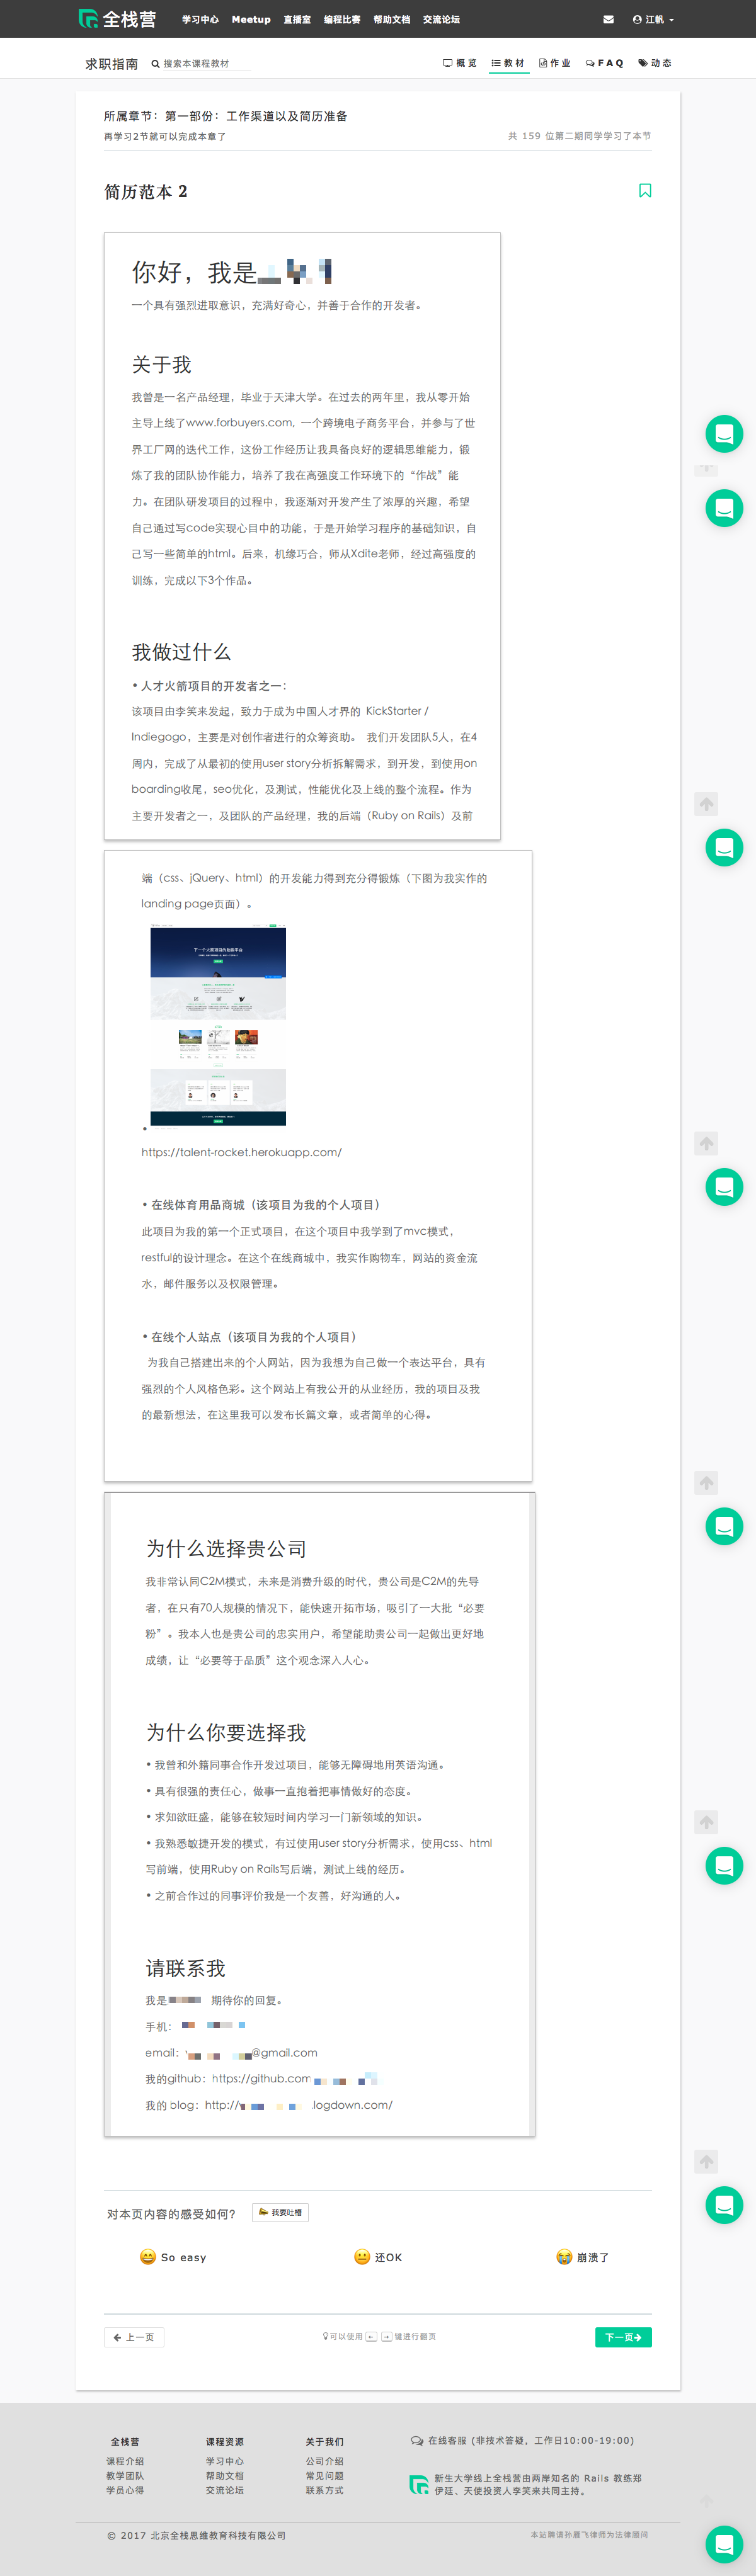 全栈营
学习中心 Meetup 直播室 编程比赛 帮助文档 交流论坛
江帆
求职指南 搜索本课程教材
概览 教材 作业 FAQ 动态
所属章节：第一部份：工作渠道以及简历准备
再学习2节就可以完成本章了
共 159 位第二期同学学习了本节
简历范本 2
你好，我是
一个具有强烈进取意识，充满好奇心，并善于合作的开发者。
关于我
我曾是一名产品经理，毕业于天津大学。在过去的两年里，我从零开始
主导上线了www.forbuyers.com，一个跨境电子商务平台，并参与了世
界工厂网的迭代工作，这份工作经历让我具备良好的逻辑思维能力，锻
炼了我的团队协作能力，培养了我在高强度工作环境下的“作战”能
力。在团队研发项目的过程中，我逐渐对开发产生了浓厚的兴趣，希望
自己通过写code实现心目中的功能，于是开始学习程序的基础知识，自
己写一些简单的html。后来，机缘巧合，师从Xdite老师，经过高强度的
训练，完成以下3个作品。
我做过什么
• 人才火箭项目的开发者之一：
该项目由李笑来发起，致力于成为中国人才界的 KickStarter /
Indiegogo，主要是对创作者进行的众筹资助。 我们开发团队5人，在4
周内，完成了从最初的使用user story分析拆解需求，到开发，到使用on
boarding收尾，seo优化，及测试，性能优化及上线的整个流程。作为
主要开发者之一，及团队的产品经理，我的后端（Ruby on Rails）及前
端（css、jQuery、html）的开发能力得到充分得锻炼（下图为我实作的
landing page页面）。
下一个火箭项目的助推平台
https://talent-rocket.herokuapp.com/
• 在线体育用品商城（该项目为我的个人项目）
此项目为我的第一个正式项目，在这个项目中我学到了mvc模式，
restful的设计理念。在这个在线商城中，我实作购物车，网站的资金流
水，邮件服务以及权限管理。
• 在线个人站点（该项目为我的个人项目）
为我自己搭建出来的个人网站，因为我想为自己做一个表达平台，具有
强烈的个人风格色彩。这个网站上有我公开的从业经历，我的项目及我
的最新想法，在这里我可以发布长篇文章，或者简单的心得。
为什么选择贵公司
我非常认同C2M模式，未来是消费升级的时代，贵公司是C2M的先导
者，在只有70人规模的情况下，能快速开拓市场，吸引了一大批“必要
粉”。我本人也是贵公司的忠实用户，希望能助贵公司一起做出更好地
成绩，让“必要等于品质”这个观念深入人心。
为什么你要选择我
• 我曾和外籍同事合作开发过项目，能够无障碍地用英语沟通。
• 具有很强的责任心，做事一直抱着把事情做好的态度。
• 求知欲旺盛，能够在较短时间内学习一门新领域的知识。
• 我熟悉敏捷开发的模式，有过使用user story分析需求，使用css、html
写前端，使用Ruby on Rails写后端，测试上线的经历。
• 之前合作过的同事评价我是一个友善，好沟通的人。
请联系我
我是 期待你的回复。
手机：
email： @gmail.com
我的github：https://github.com
我的 blog：http:// .logdown.com/
对本页内容的感受如何？ 我要吐槽
So easy 还OK 崩溃了
上一页 可以使用 ← → 键进行翻页 下一页
全栈营 课程资源 关于我们
课程介绍 学习中心 公司介绍
教学团队 帮助文档 常见问题
学员心得 交流论坛 联系方式
在线客服 (非技术答疑，工作日10:00-19:00)
新生大学线上全栈营由两岸知名的 Rails 教练郑
伊廷、天使投资人李笑来共同主持。
© 2017 北京全栈思维教育科技有限公司
本站聘请孙雁飞律师为法律顾问